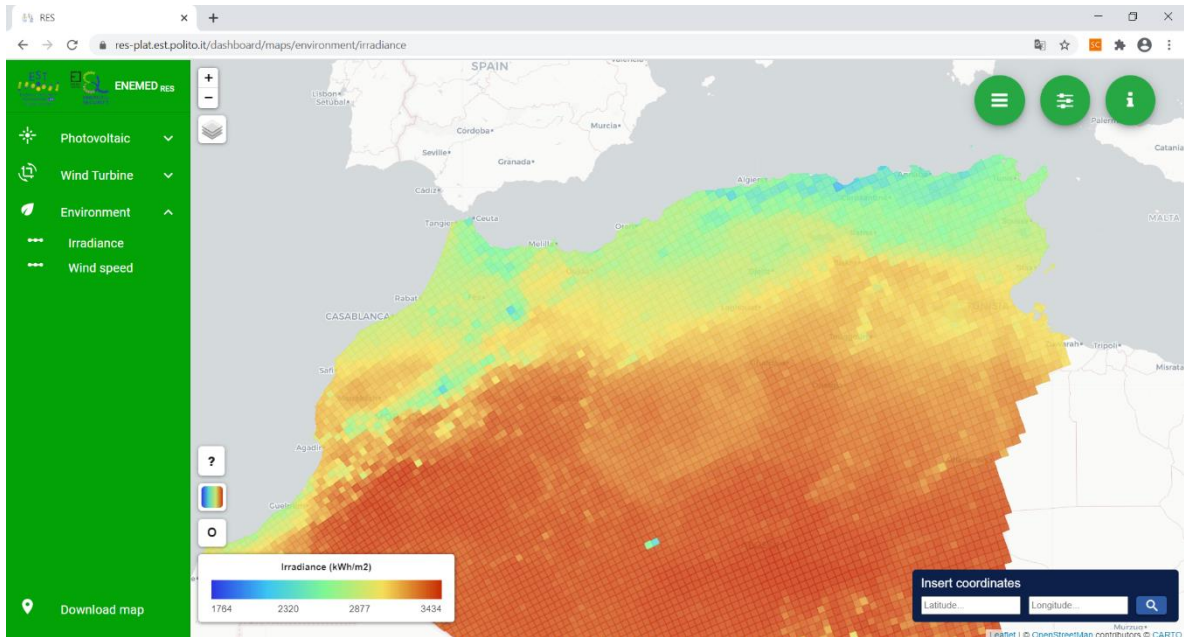 RES
res-plat.est.polito.it/dashboard/maps/environment/irradiance
EST
ENEMED RES
Photovoltaic
Wind Turbine
Environment
Irradiance
Wind speed
Download map
+
−
SPAIN
Lisbon
Setúbal
Córdoba
Murcia
Seville
Granada
Cádiz
Tangier
Ceuta
Melilla
Algiers
Rabat
CASABLANCA
Safi
Agadir
Catania
MALTA
Tripoli
Misrata
?
O
Irradiance (kWh/m2)
1764 2320 2877 3434
Insert coordinates
Latitude... Longitude...
Murzuq
Leaflet | © OpenStreetMap contributors © CARTO